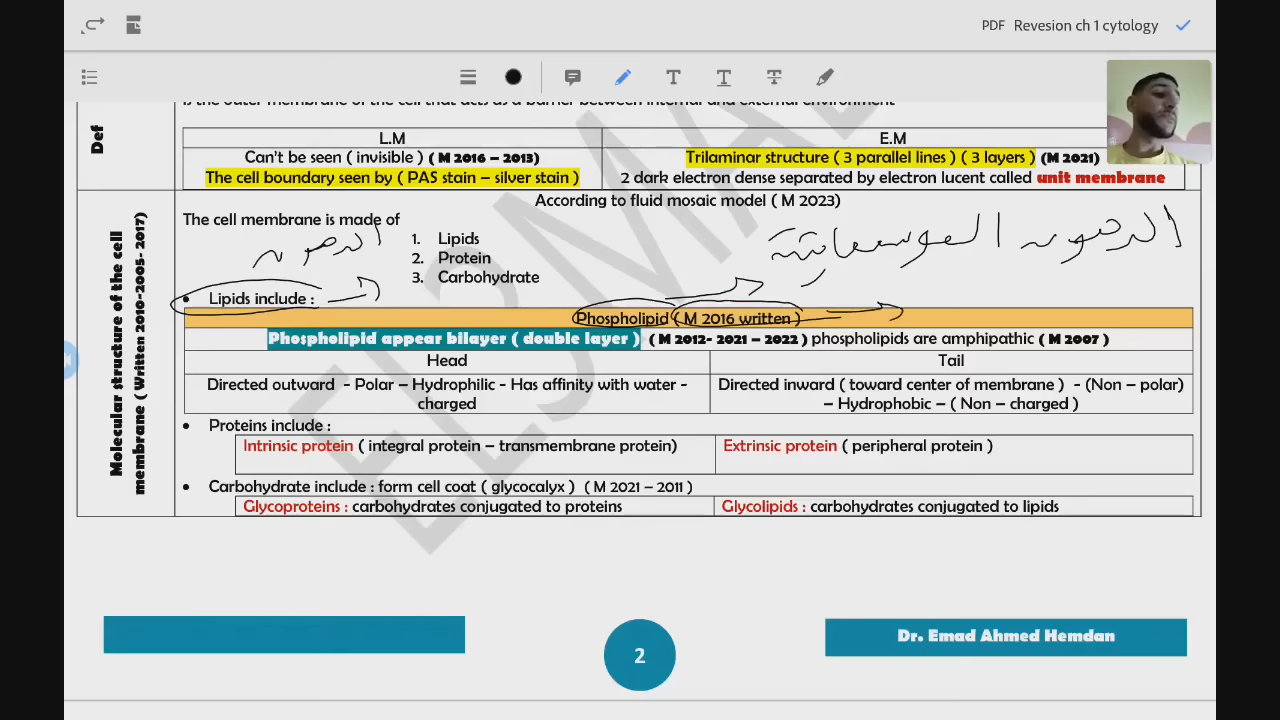 PDF Revesion ch 1 cytology
is the outer membrane of the cell that acts as a barrier between internal and external environment
Def
L.M
E.M
Can't be seen ( invisible ) ( M 2016 – 2013)
Trilaminar structure ( 3 parallel lines ) ( 3 layers ) (M 2021)
The cell boundary seen by ( PAS stain – silver stain )
2 dark electron dense separated by electron lucent called unit membrane
Molecular structure of the cell
membrane ( Written 2010-2005- 2017)
According to fluid mosaic model ( M 2023)
The cell membrane is made of
1. Lipids
2. Protein
3. Carbohydrate
• Lipids include :
Phospholipid ( M 2016 written )
Phospholipid appear bilayer ( double layer ) ( M 2012- 2021 – 2022 ) phospholipids are amphipathic ( M 2007 )
Head
Tail
Directed outward - Polar – Hydrophilic - Has affinity with water -
charged
Directed inward ( toward center of membrane ) - (Non – polar)
– Hydrophobic – ( Non – charged )
• Proteins include :
Intrinsic protein ( integral protein – transmembrane protein)
Extrinsic protein ( peripheral protein )
• Carbohydrate include : form cell coat ( glycocalyx ) ( M 2021 – 2011 )
Glycoproteins : carbohydrates conjugated to proteins
Glycolipids : carbohydrates conjugated to lipids
2
Dr. Emad Ahmed Hemdan